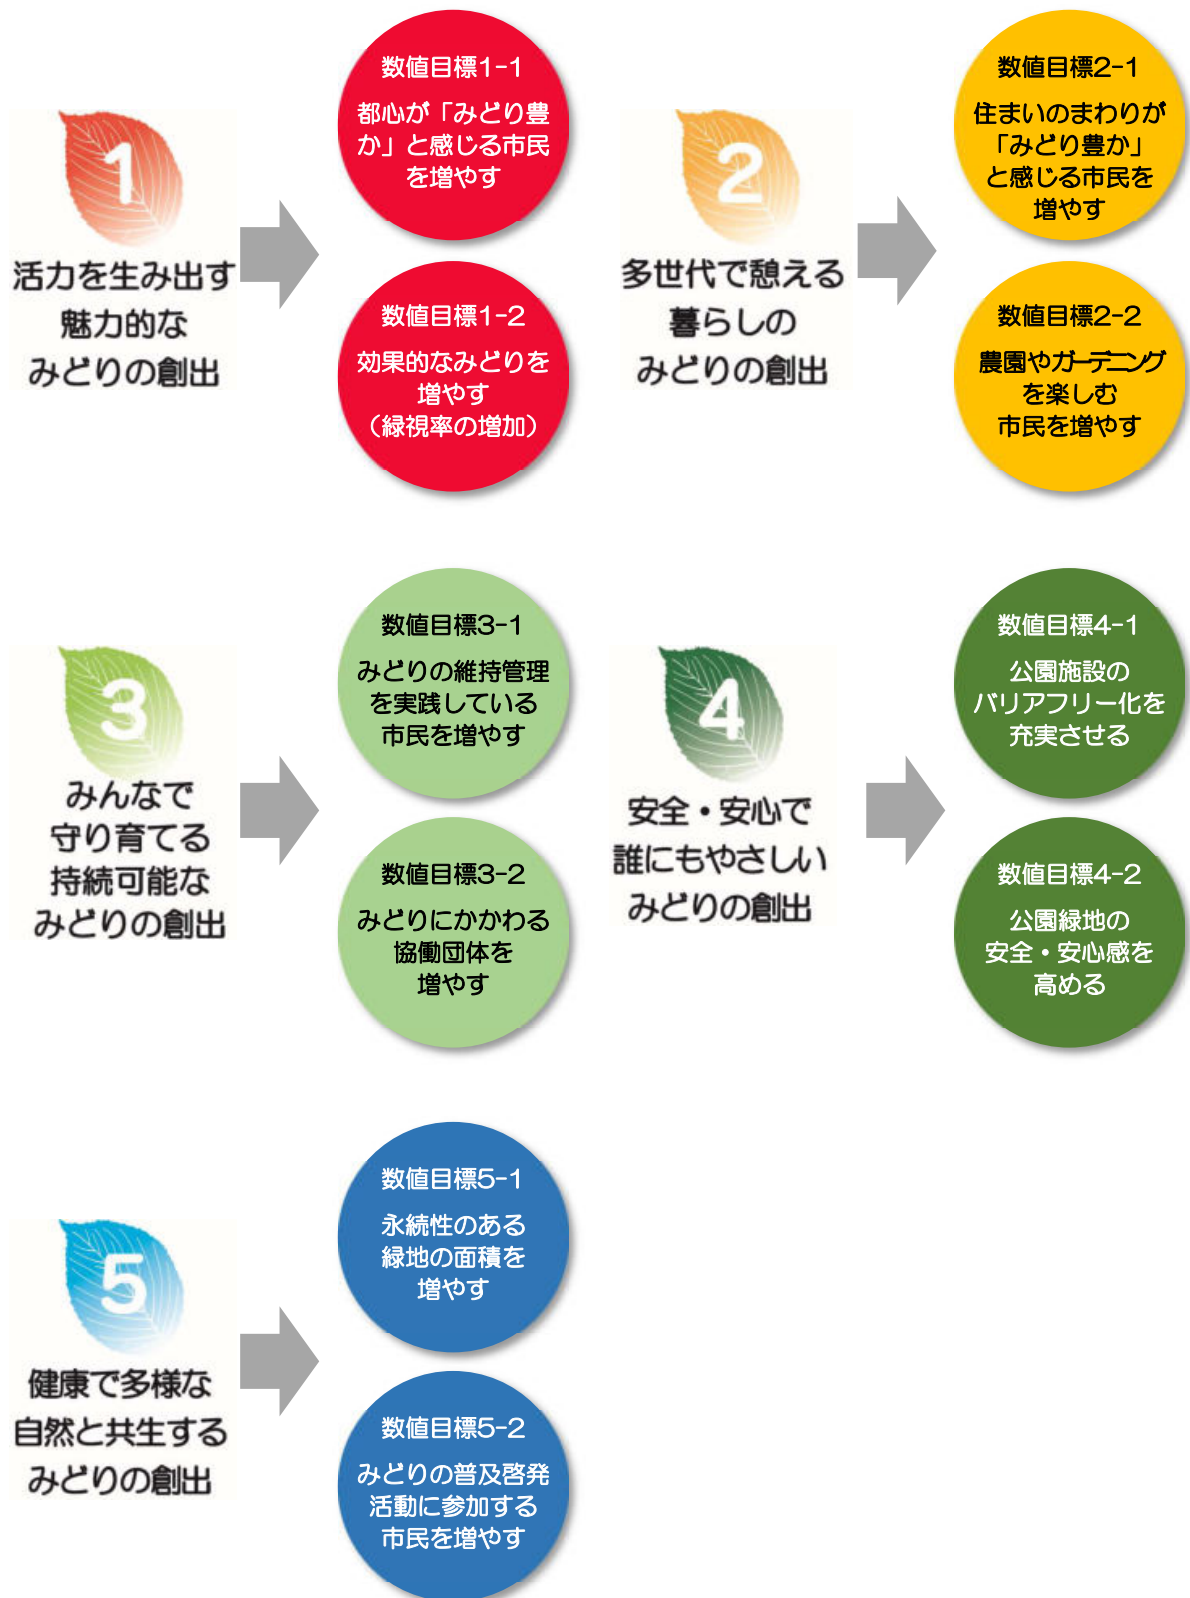 1
活力を生み出す
魅力的な
みどりの創出
数値目標1-1
都心が「みどり豊
か」と感じる市民
を増やす
数値目標1-2
効果的なみどりを
増やす
（緑視率の増加）
2
多世代で憩える
暮らしの
みどりの創出
数値目標2-1
住まいのまわりが
「みどり豊か」
と感じる市民を
増やす
数値目標2-2
農園やガーデニング
を楽しむ
市民を増やす
3
みんなで
守り育てる
持続可能な
みどりの創出
数値目標3-1
みどりの維持管理
を実践している
市民を増やす
数値目標3-2
みどりにかかわる
協働団体を
増やす
4
安全・安心で
誰にもやさしい
みどりの創出
数値目標4-1
公園施設の
バリアフリー化を
充実させる
数値目標4-2
公園緑地の
安全・安心感を
高める
5
健康で多様な
自然と共生する
みどりの創出
数値目標5-1
永続性のある
緑地の面積を
増やす
数値目標5-2
みどりの普及啓発
活動に参加する
市民を増やす